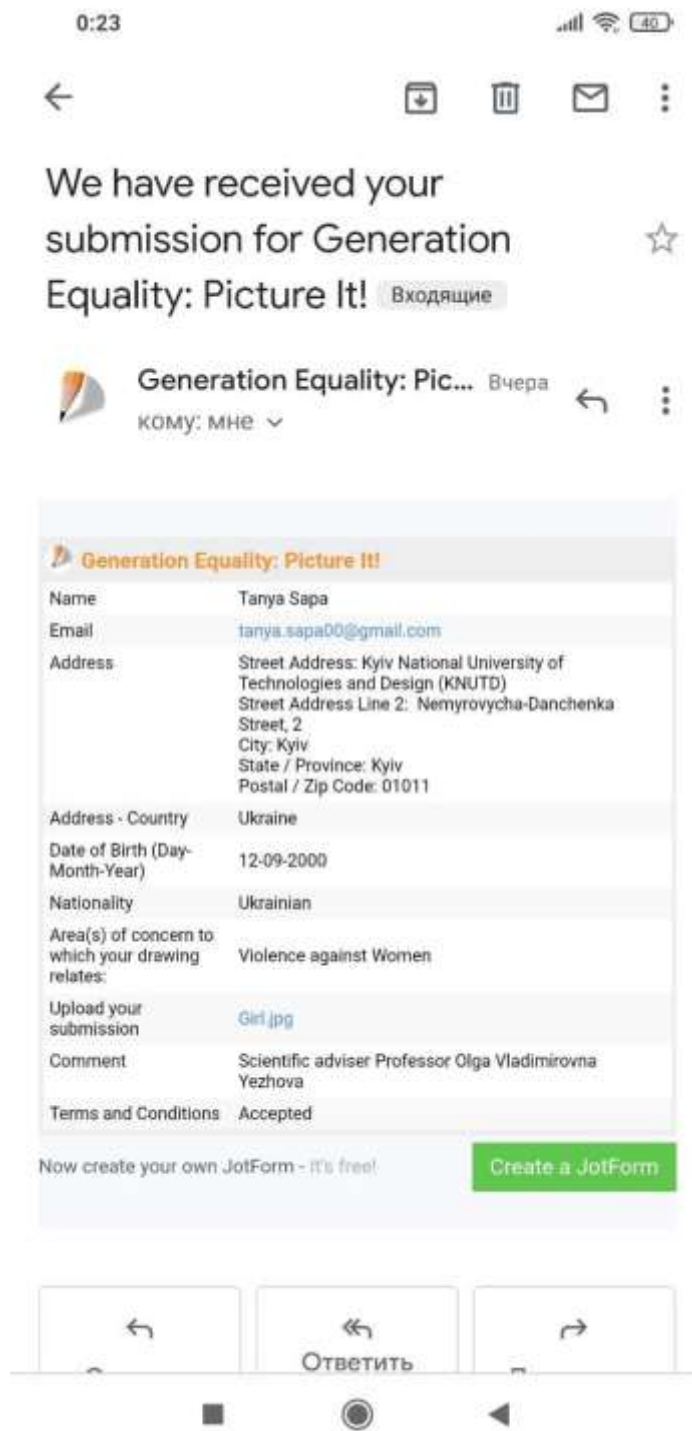 0:23
40
We have received your
submission for Generation
Equality: Picture It! Входящие
Generation Equality: Pic... Вчера
кому: мне
Generation Equality: Picture It!
Name Tanya Sapa
Email tanya.sapa00@gmail.com
Address Street Address: Kyiv National University of
Technologies and Design (KNUTD)
Street Address Line 2: Nemyrovycha-Danchenka
Street, 2
City: Kyiv
State / Province: Kyiv
Postal / Zip Code: 01011
Address - Country Ukraine
Date of Birth (Day-
Month-Year) 12-09-2000
Nationality Ukrainian
Area(s) of concern to
which your drawing
relates: Violence against Women
Upload your
submission Girl.jpg
Comment Scientific adviser Professor Olga Vladimirovna
Yezhova
Terms and Conditions Accepted
Now create your own JotForm - It's free! Create a JotForm
Ответить